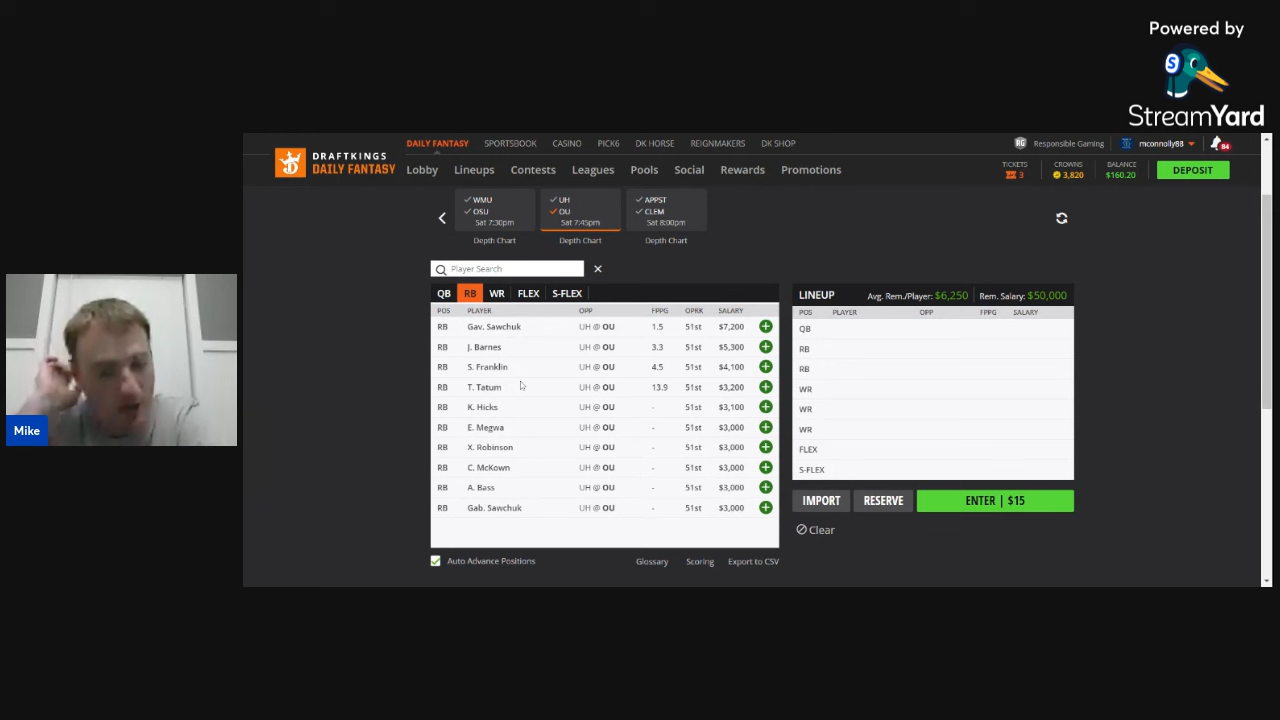 Powered by
S
StreamYard
DRAFTKINGS
DAILY FANTASY
DAILY FANTASY SPORTSBOOK CASINO PICK6 DK HORSE REIGNMAKERS DK SHOP
RG Responsible Gaming mconnolly88 84
Lobby Lineups Contests Leagues Pools Social Rewards Promotions
TICKETS CROWNS BALANCE DEPOSIT
3 3,820 $160.20
WMU UH APPST
OSU OU CLEM
Sat 7:30pm Sat 7:45pm Sat 8:00pm
Depth Chart Depth Chart Depth Chart
Player Search
QB RB WR FLEX S-FLEX
POS PLAYER OPP FPPG OPRK SALARY
RB Gav. Sawchuk UH @ OU 1.5 51st $7,200
RB J. Barnes UH @ OU 3.3 51st $5,300
RB S. Franklin UH @ OU 4.5 51st $4,100
RB T. Tatum UH @ OU 13.9 51st $3,200
RB K. Hicks UH @ OU - 51st $3,100
RB E. Megwa UH @ OU - 51st $3,000
RB X. Robinson UH @ OU - 51st $3,000
RB C. McKown UH @ OU - 51st $3,000
RB A. Bass UH @ OU - 51st $3,000
RB Gab. Sawchuk UH @ OU - 51st $3,000
Auto Advance Positions Glossary Scoring Export to CSV
LINEUP Avg. Rem./Player: $6,250 Rem. Salary: $50,000
POS PLAYER OPP FPPG SALARY
QB
RB
RB
WR
WR
WR
FLEX
S-FLEX
IMPORT RESERVE ENTER | $15
Clear
Mike